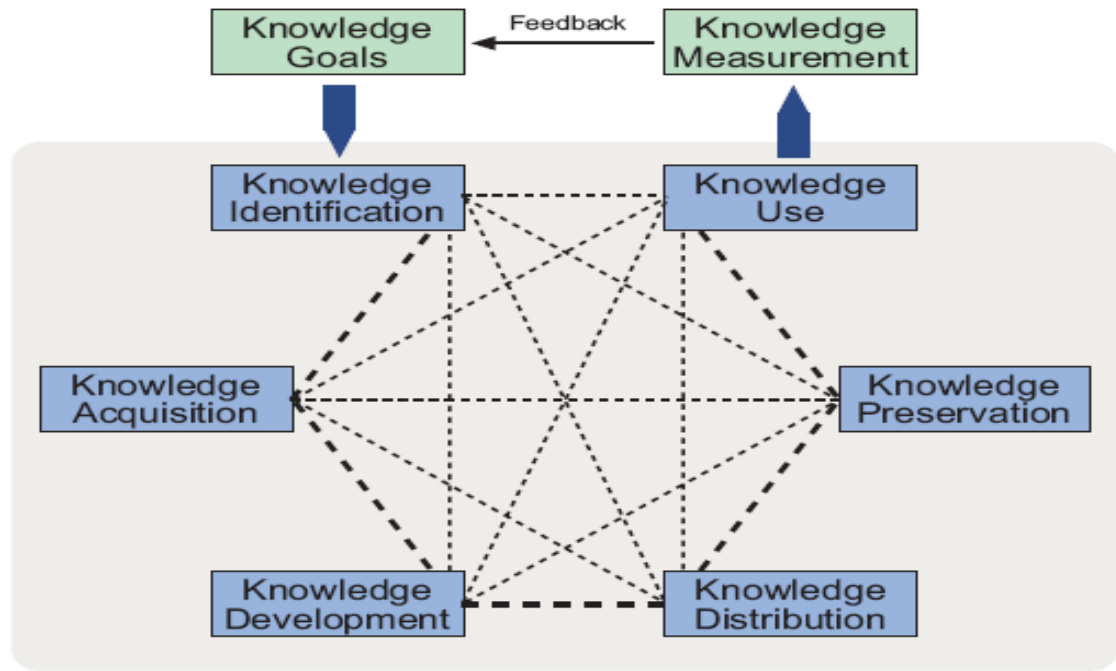 Knowledge
Goals
Feedback
Knowledge
Measurement
Knowledge
Identification
Knowledge
Use
Knowledge
Acquisition
Knowledge
Preservation
Knowledge
Development
Knowledge
Distribution